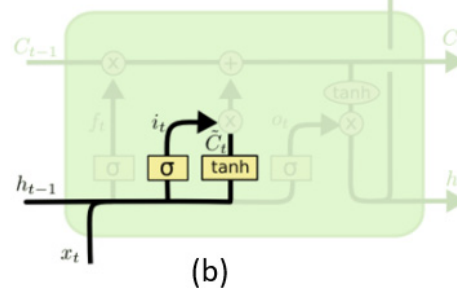 C_{t-1} × + C
tanh
f_t i_t × o_t ×
C̃_t
σ σ tanh σ
h_{t-1} h
x_t
(b)